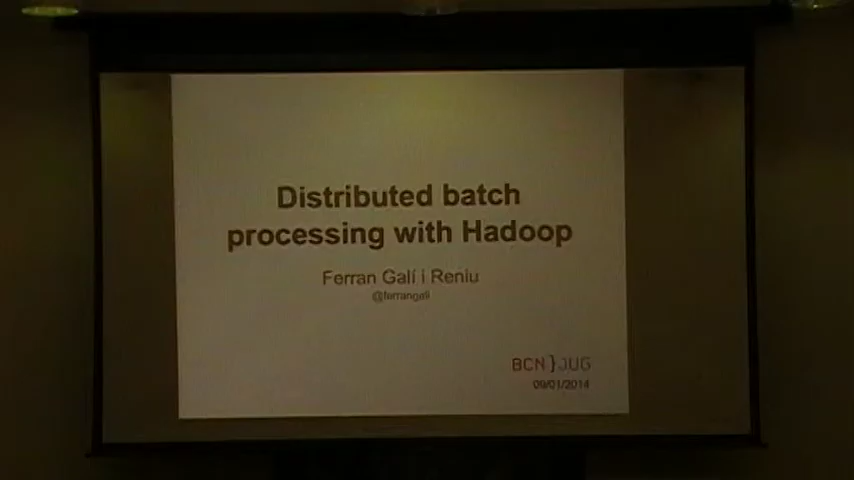 Distributed batch
processing with Hadoop
Ferran Galí i Reniu
@ferrangali
BCN}JUG
09/01/2014